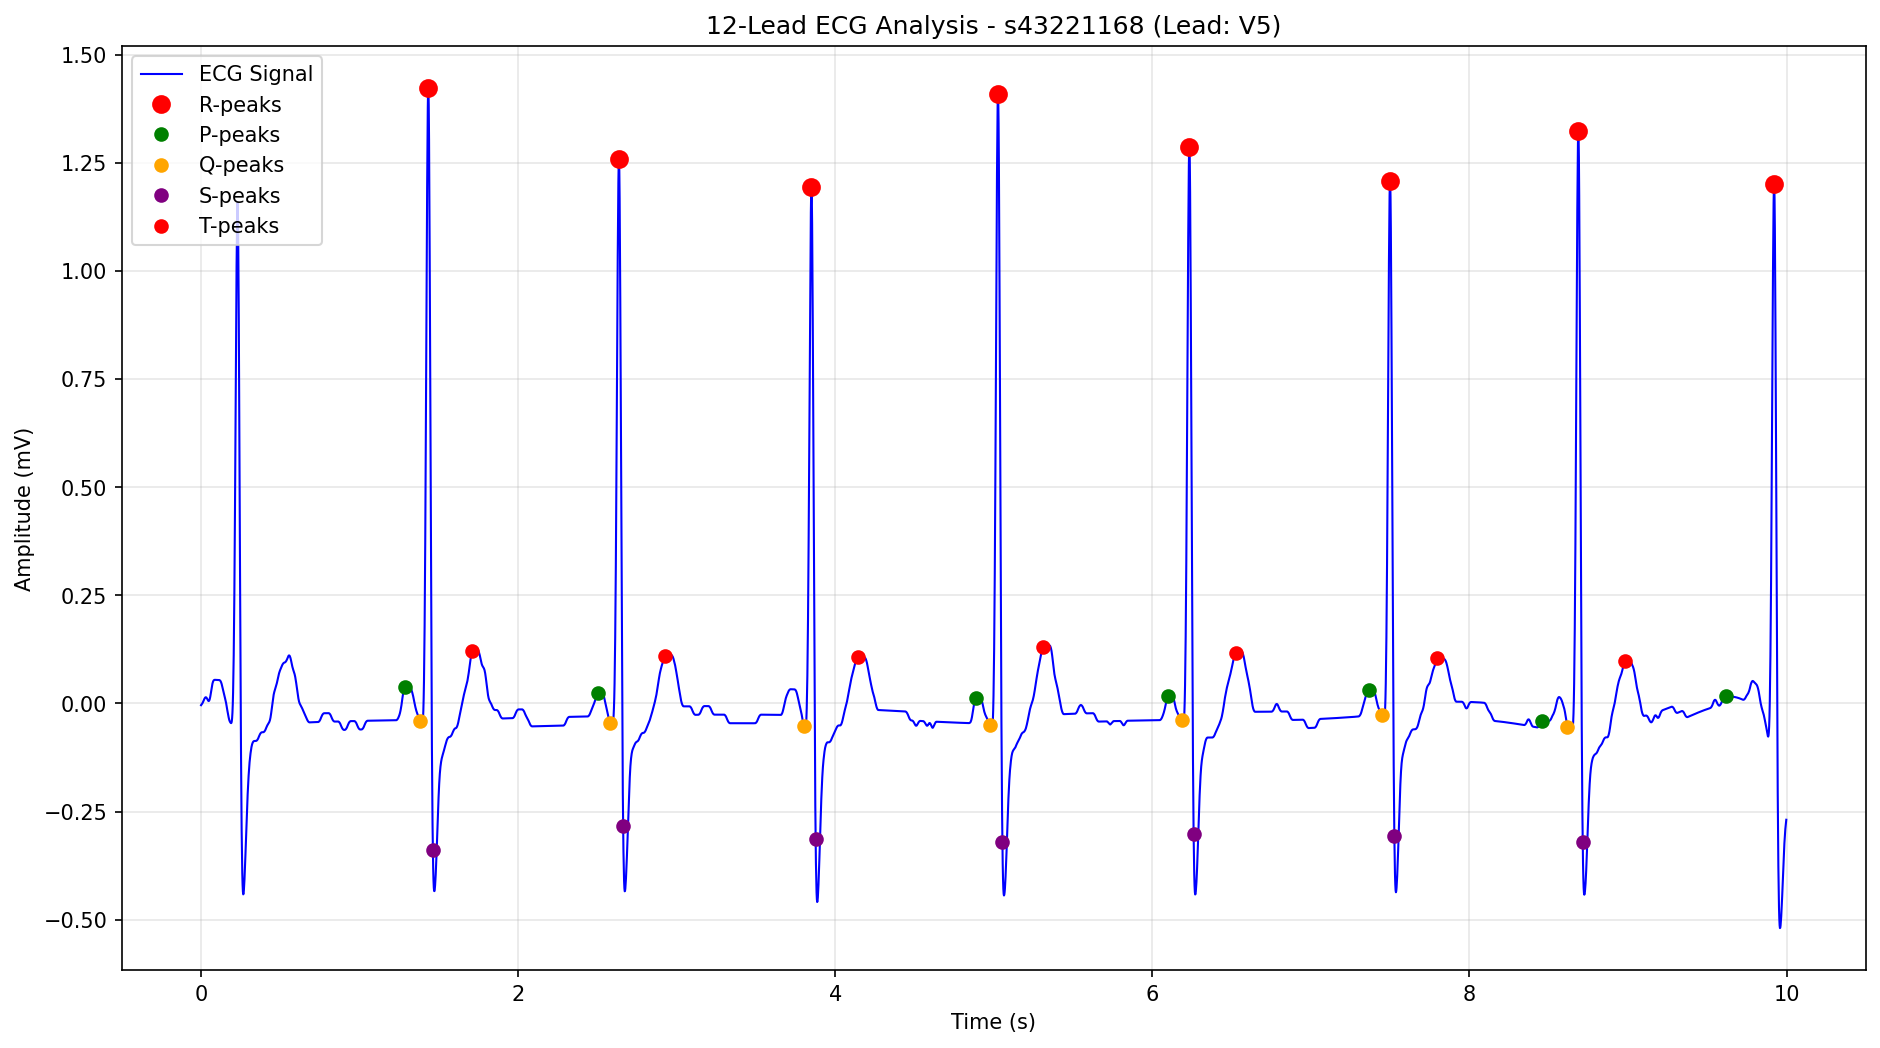 12-Lead ECG Analysis - s43221168 (Lead: V5)
1.50
1.25
1.00
0.75
0.50
0.25
0.00
−0.25
−0.50
Amplitude (mV)
ECG Signal
R-peaks
P-peaks
Q-peaks
S-peaks
T-peaks
0 2 4 6 8 10
Time (s)